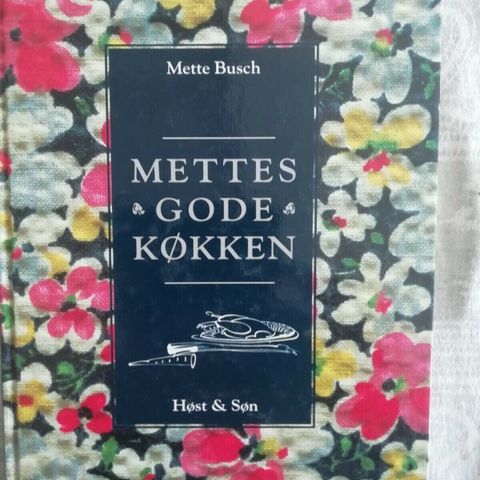 Mette Busch
METTES
GODE
KØKKEN
Høst & Søn